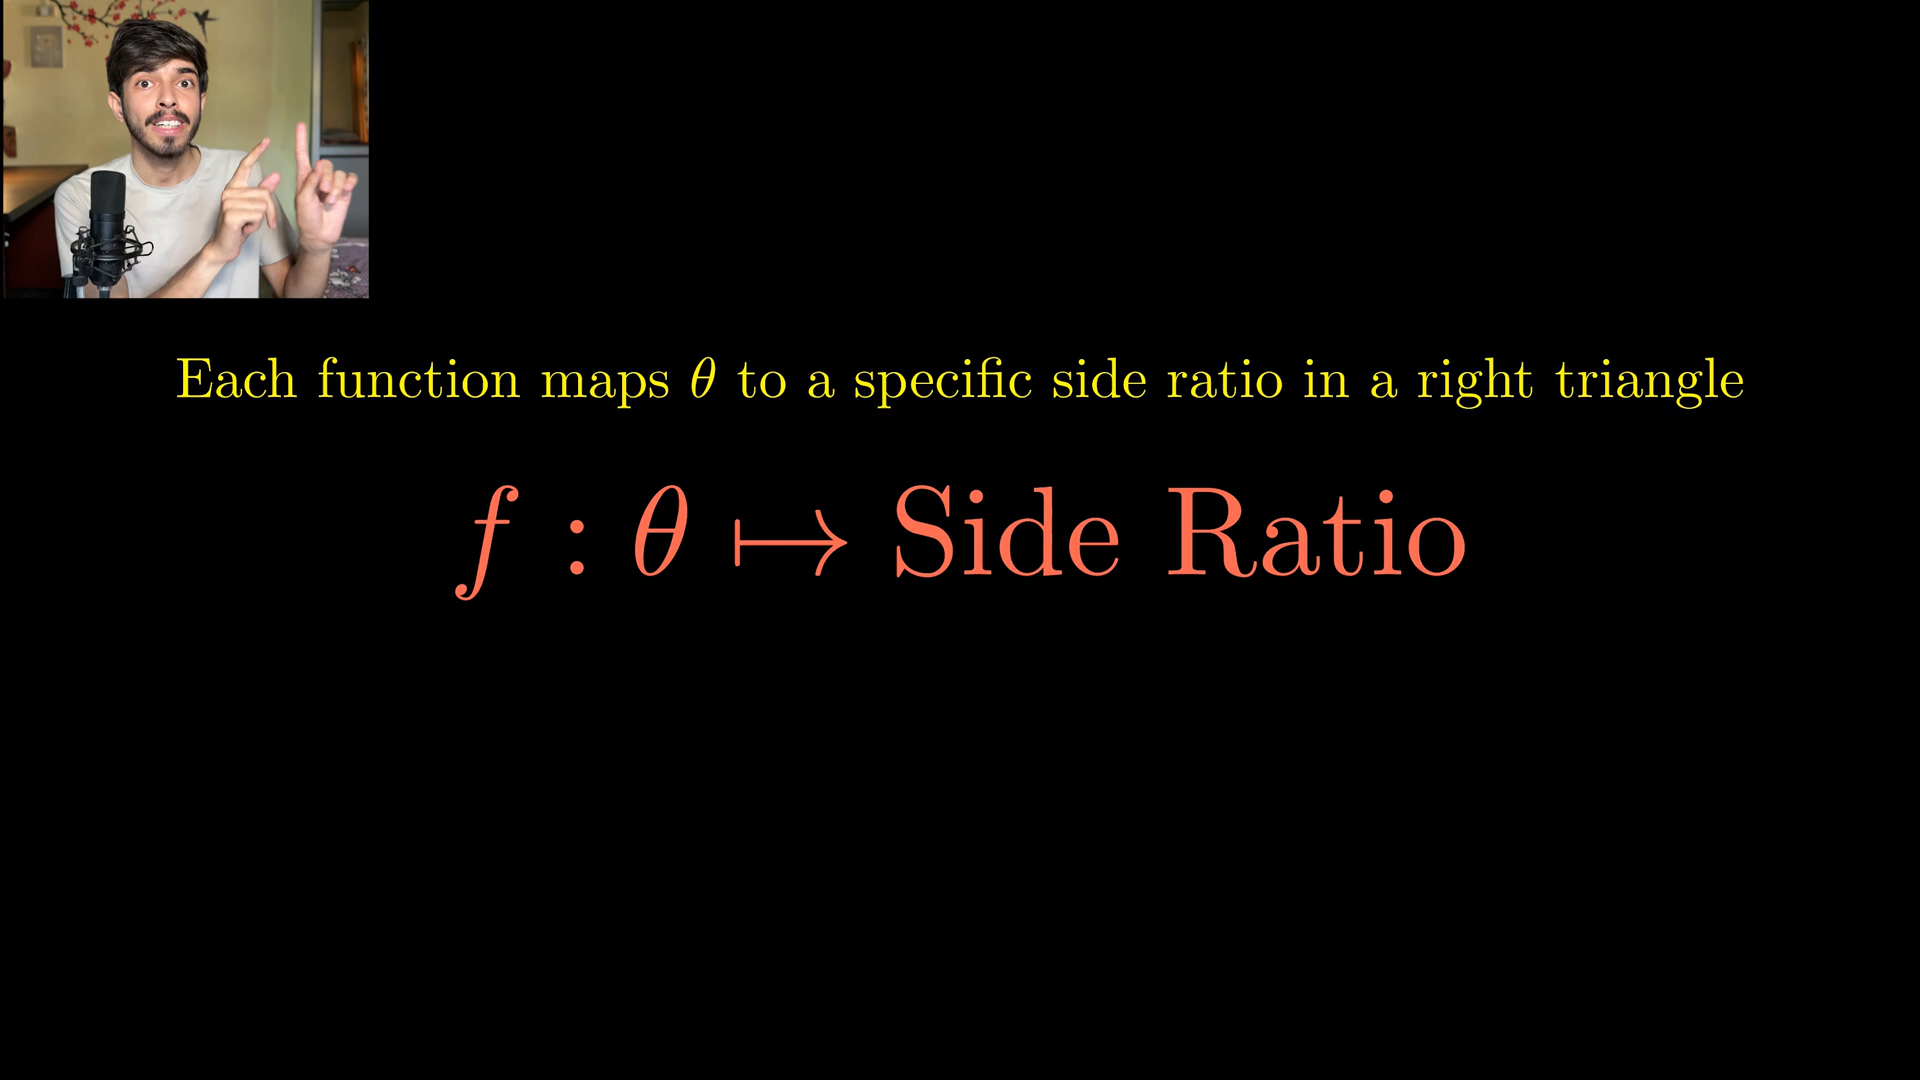 Each function maps θ to a specific side ratio in a right triangle
f : θ ↦ Side Ratio